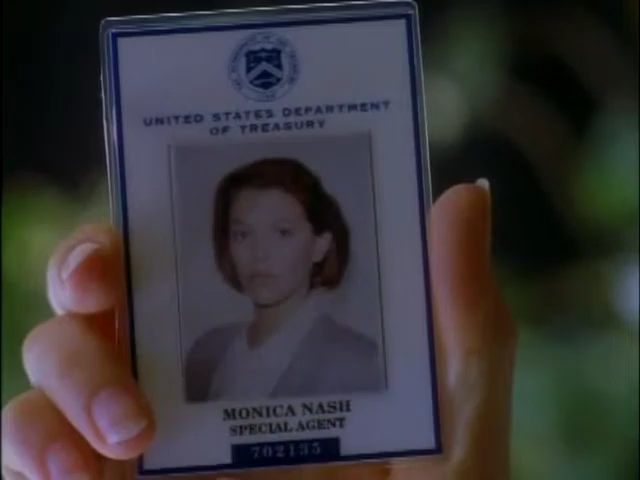 UNITED STATES DEPARTMENT
OF TREASURY
MONICA NASH
SPECIAL AGENT
702135